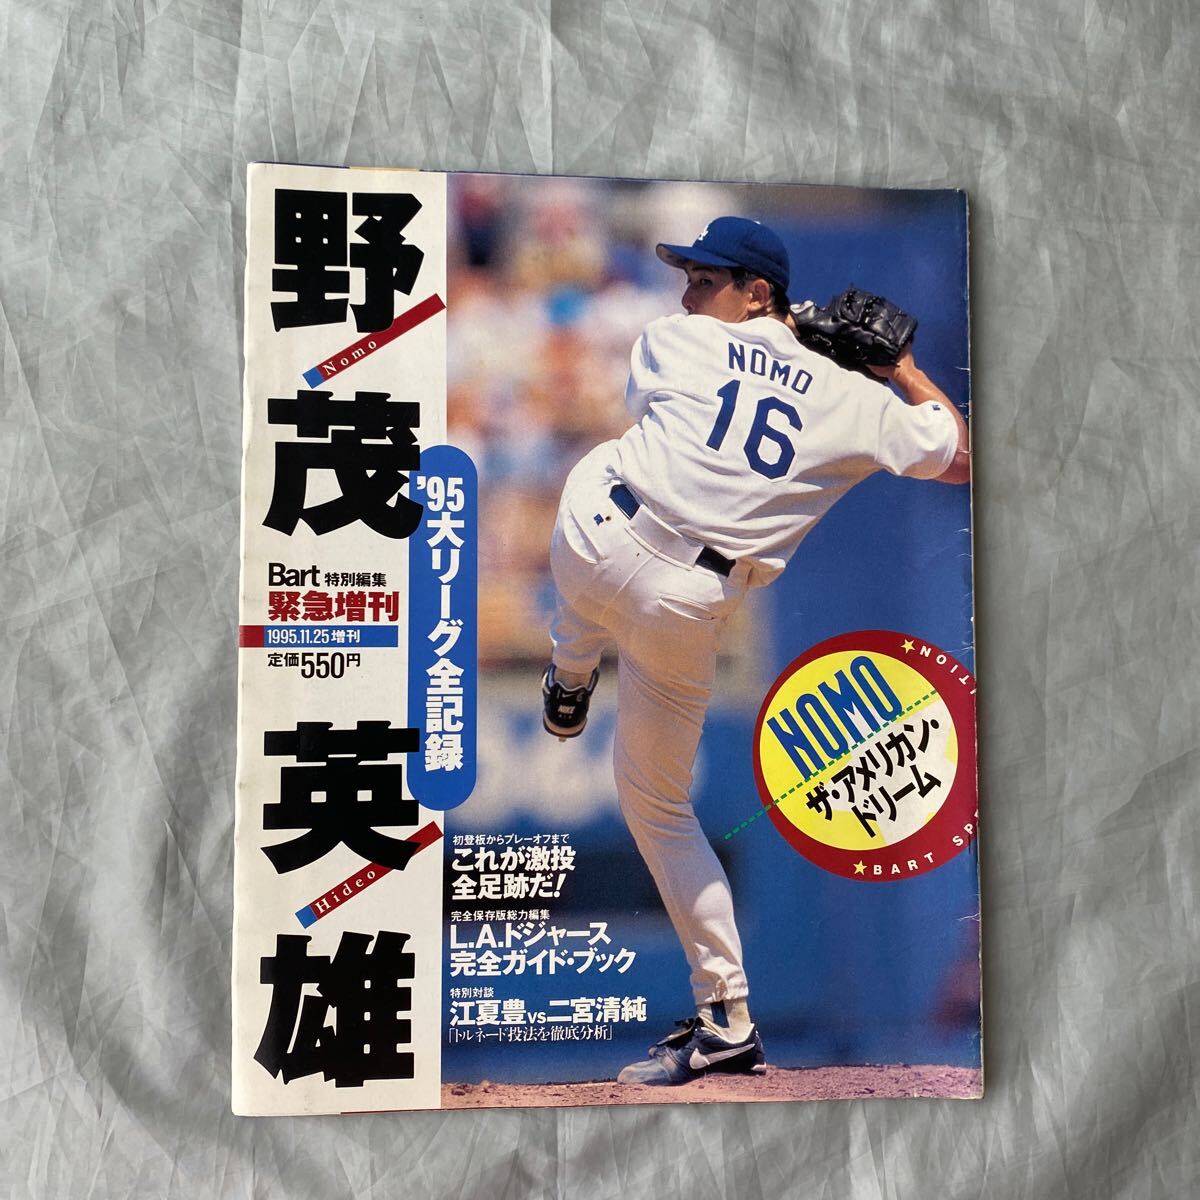 野茂英雄
Nomo
Hideo
'95大リーグ全記録
Bart 特別編集
緊急増刊
1995.11.25増刊
定価550円
LA
NOMO
16
NIKE
NOMO
ザ・アメリカン・
ドリーム
BART SPE
ITION
初登板からプレーオフまで
これが激投
全足跡だ!
完全保存版総力編集
L.A.ドジャース
完全ガイド・ブック
特別対談
江夏豊vs二宮清純
「トルネード投法を徹底分析」